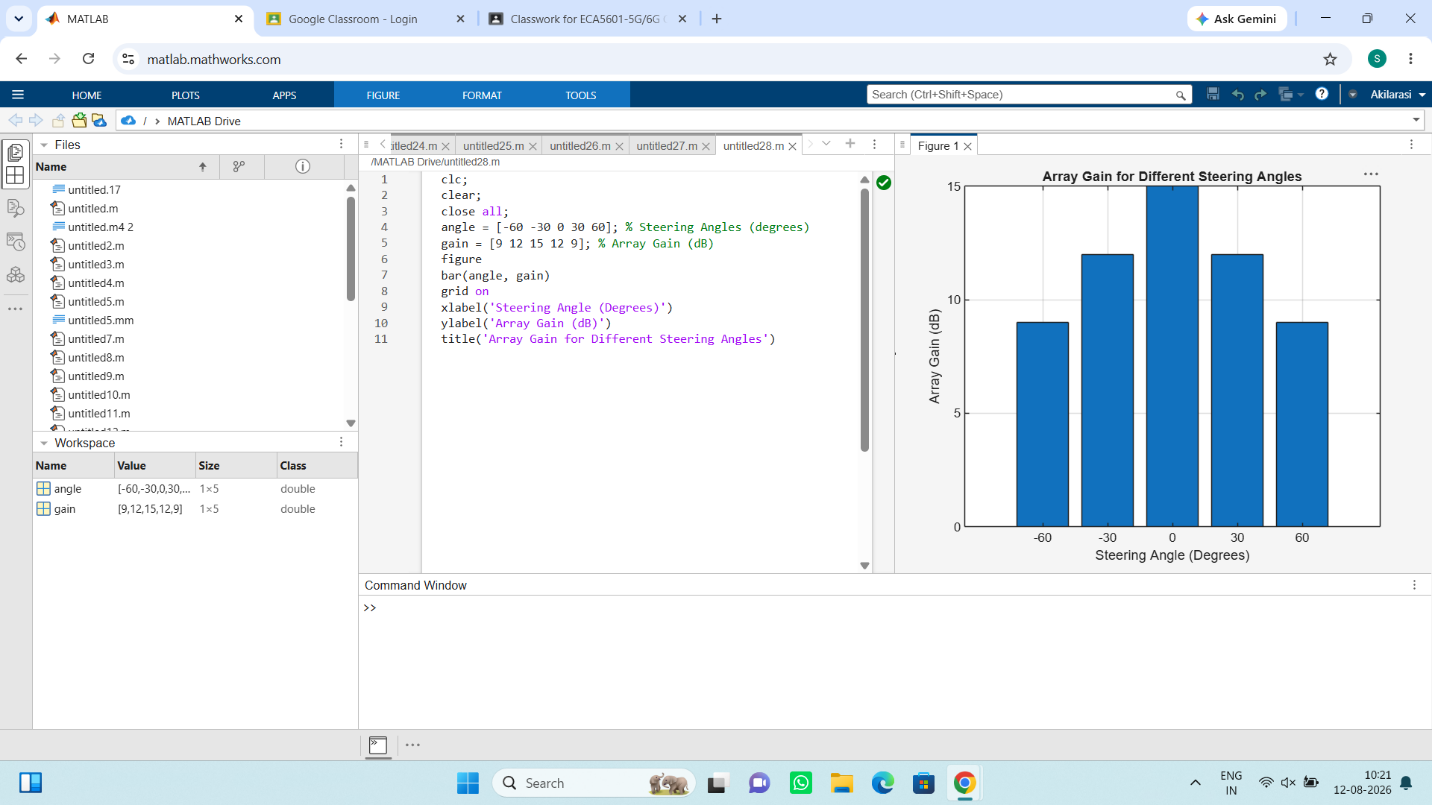 MATLAB
Google Classroom - Login
Classwork for ECA5601-5G/6G
Ask Gemini
matlab.mathworks.com
S
HOME
PLOTS
APPS
FIGURE
FORMAT
TOOLS
Search (Ctrl+Shift+Space)
Akilarasi
/ > MATLAB Drive
Files
Name
untitled.17
untitled.m
untitled.m4 2
untitled2.m
untitled3.m
untitled4.m
untitled5.m
untitled5.mm
untitled7.m
untitled8.m
untitled9.m
untitled10.m
untitled11.m
Workspace
Name Value Size Class
angle [-60,-30,0,30,... 1×5 double
gain [9,12,15,12,9] 1×5 double
titled24.m
untitled25.m
untitled26.m
untitled27.m
untitled28.m
/MATLAB Drive/untitled28.m
1 clc;
2 clear;
3 close all;
4 angle = [-60 -30 0 30 60]; % Steering Angles (degrees)
5 gain = [9 12 15 12 9]; % Array Gain (dB)
6 figure
7 bar(angle, gain)
8 grid on
9 xlabel('Steering Angle (Degrees)')
10 ylabel('Array Gain (dB)')
11 title('Array Gain for Different Steering Angles')
Figure 1
Array Gain for Different Steering Angles
15
10
5
0
Array Gain (dB)
-60 -30 0 30 60
Steering Angle (Degrees)
Command Window
>>
Search
ENG
IN
10:21
12-08-2026